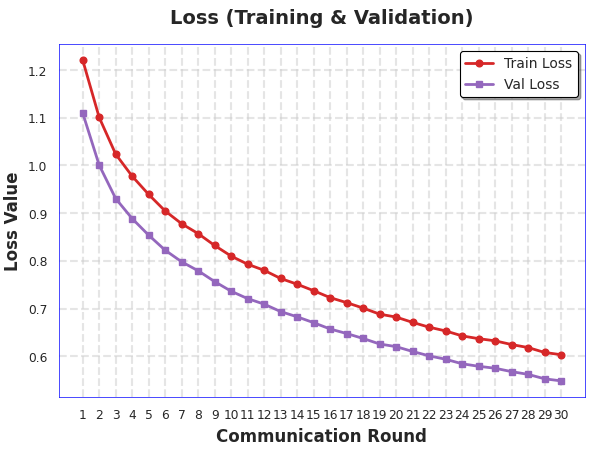 Loss (Training & Validation)
Train Loss
Val Loss
1.2
1.1
1.0
0.9
0.8
0.7
0.6
Loss Value
1 2 3 4 5 6 7 8 9 10 11 12 13 14 15 16 17 18 19 20 21 22 23 24 25 26 27 28 29 30
Communication Round